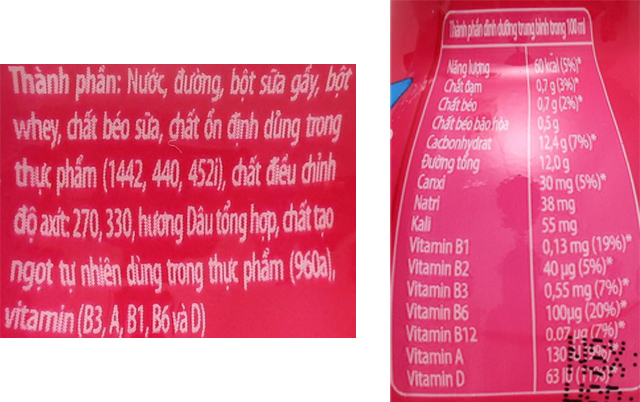 Thành phần: Nước, đường, bột sữa gầy, bột
whey, chất béo sữa, chất ổn định dùng trong
thực phẩm (1442, 440, 452i), chất điều chỉnh
độ axít: 270, 330, hương Dâu tổng hợp, chất tạo
ngọt tự nhiên dùng trong thực phẩm (960a),
vitamin (B3, A, B1, B6 và D)
Thành phần dinh dưỡng trung bình trong 100 ml
Năng lượng 60 kcal (5%)*
Chất đạm 0,7 g (3%)*
Chất béo 0,7 g (2%)*
Chất béo bão hòa 0,5 g
Cacbonhydrat 12,4 g (7%)*
Đường tổng 12,0 g
Canxi 30 mg (5%)*
Natri 38 mg
Kali 55 mg
Vitamin B1 0,13 mg (19%)*
Vitamin B2 40 µg (5%)*
Vitamin B3 0,55 mg (7%)*
Vitamin B6 100µg (20%)*
Vitamin B12 0.07 µg (7%)*
Vitamin A 130
Vitamin D 63 IU (11%)*